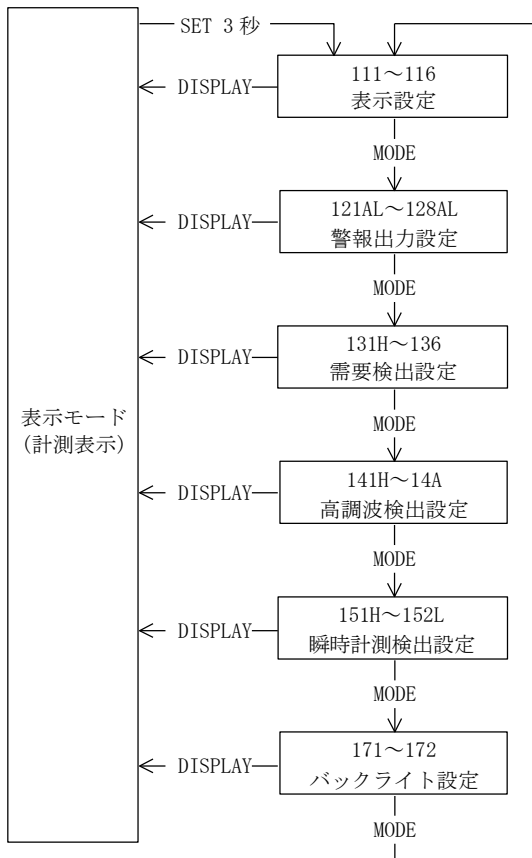 SET 3 秒
111～116
表示設定
DISPLAY
MODE
121AL～128AL
警報出力設定
DISPLAY
MODE
131H～136
需要検出設定
DISPLAY
MODE
表示モード
(計測表示)
141H～14A
高調波検出設定
DISPLAY
MODE
151H～152L
瞬時計測検出設定
DISPLAY
MODE
171～172
バックライト設定
DISPLAY
MODE